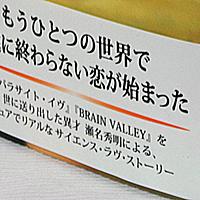 もうひとつの世界で
に終わらない恋が始まった
パラサイト・イヴ』『BRAIN VALLEY』を
世に送り出した異才 瀬名秀明による、
ュアでリアルなサイエンス・ラヴ・ストーリー